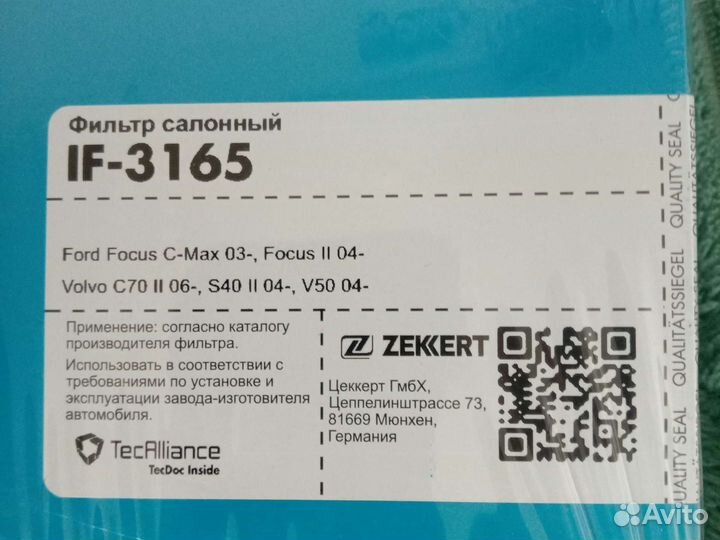 Фильтр салонный
IF-3165
Ford Focus C-Max 03-, Focus II 04-
Volvo C70 II 06-, S40 II 04-, V50 04-
Применение: согласно каталогу
производителя фильтра.
Использовать в соответствии с
требованиями по установке и
эксплуатации завода-изготовителя
автомобиля.
TecAlliance
TecDoc Inside
ZEKKERT
Цеккерт ГмбХ,
Цеппелинштрассе 73,
81669 Мюнхен,
Германия
QUALITY SEAL
QUALITÄTSSIEGEL
QUALITY SEAL
QUALITÄTSSIEGEL
Avito